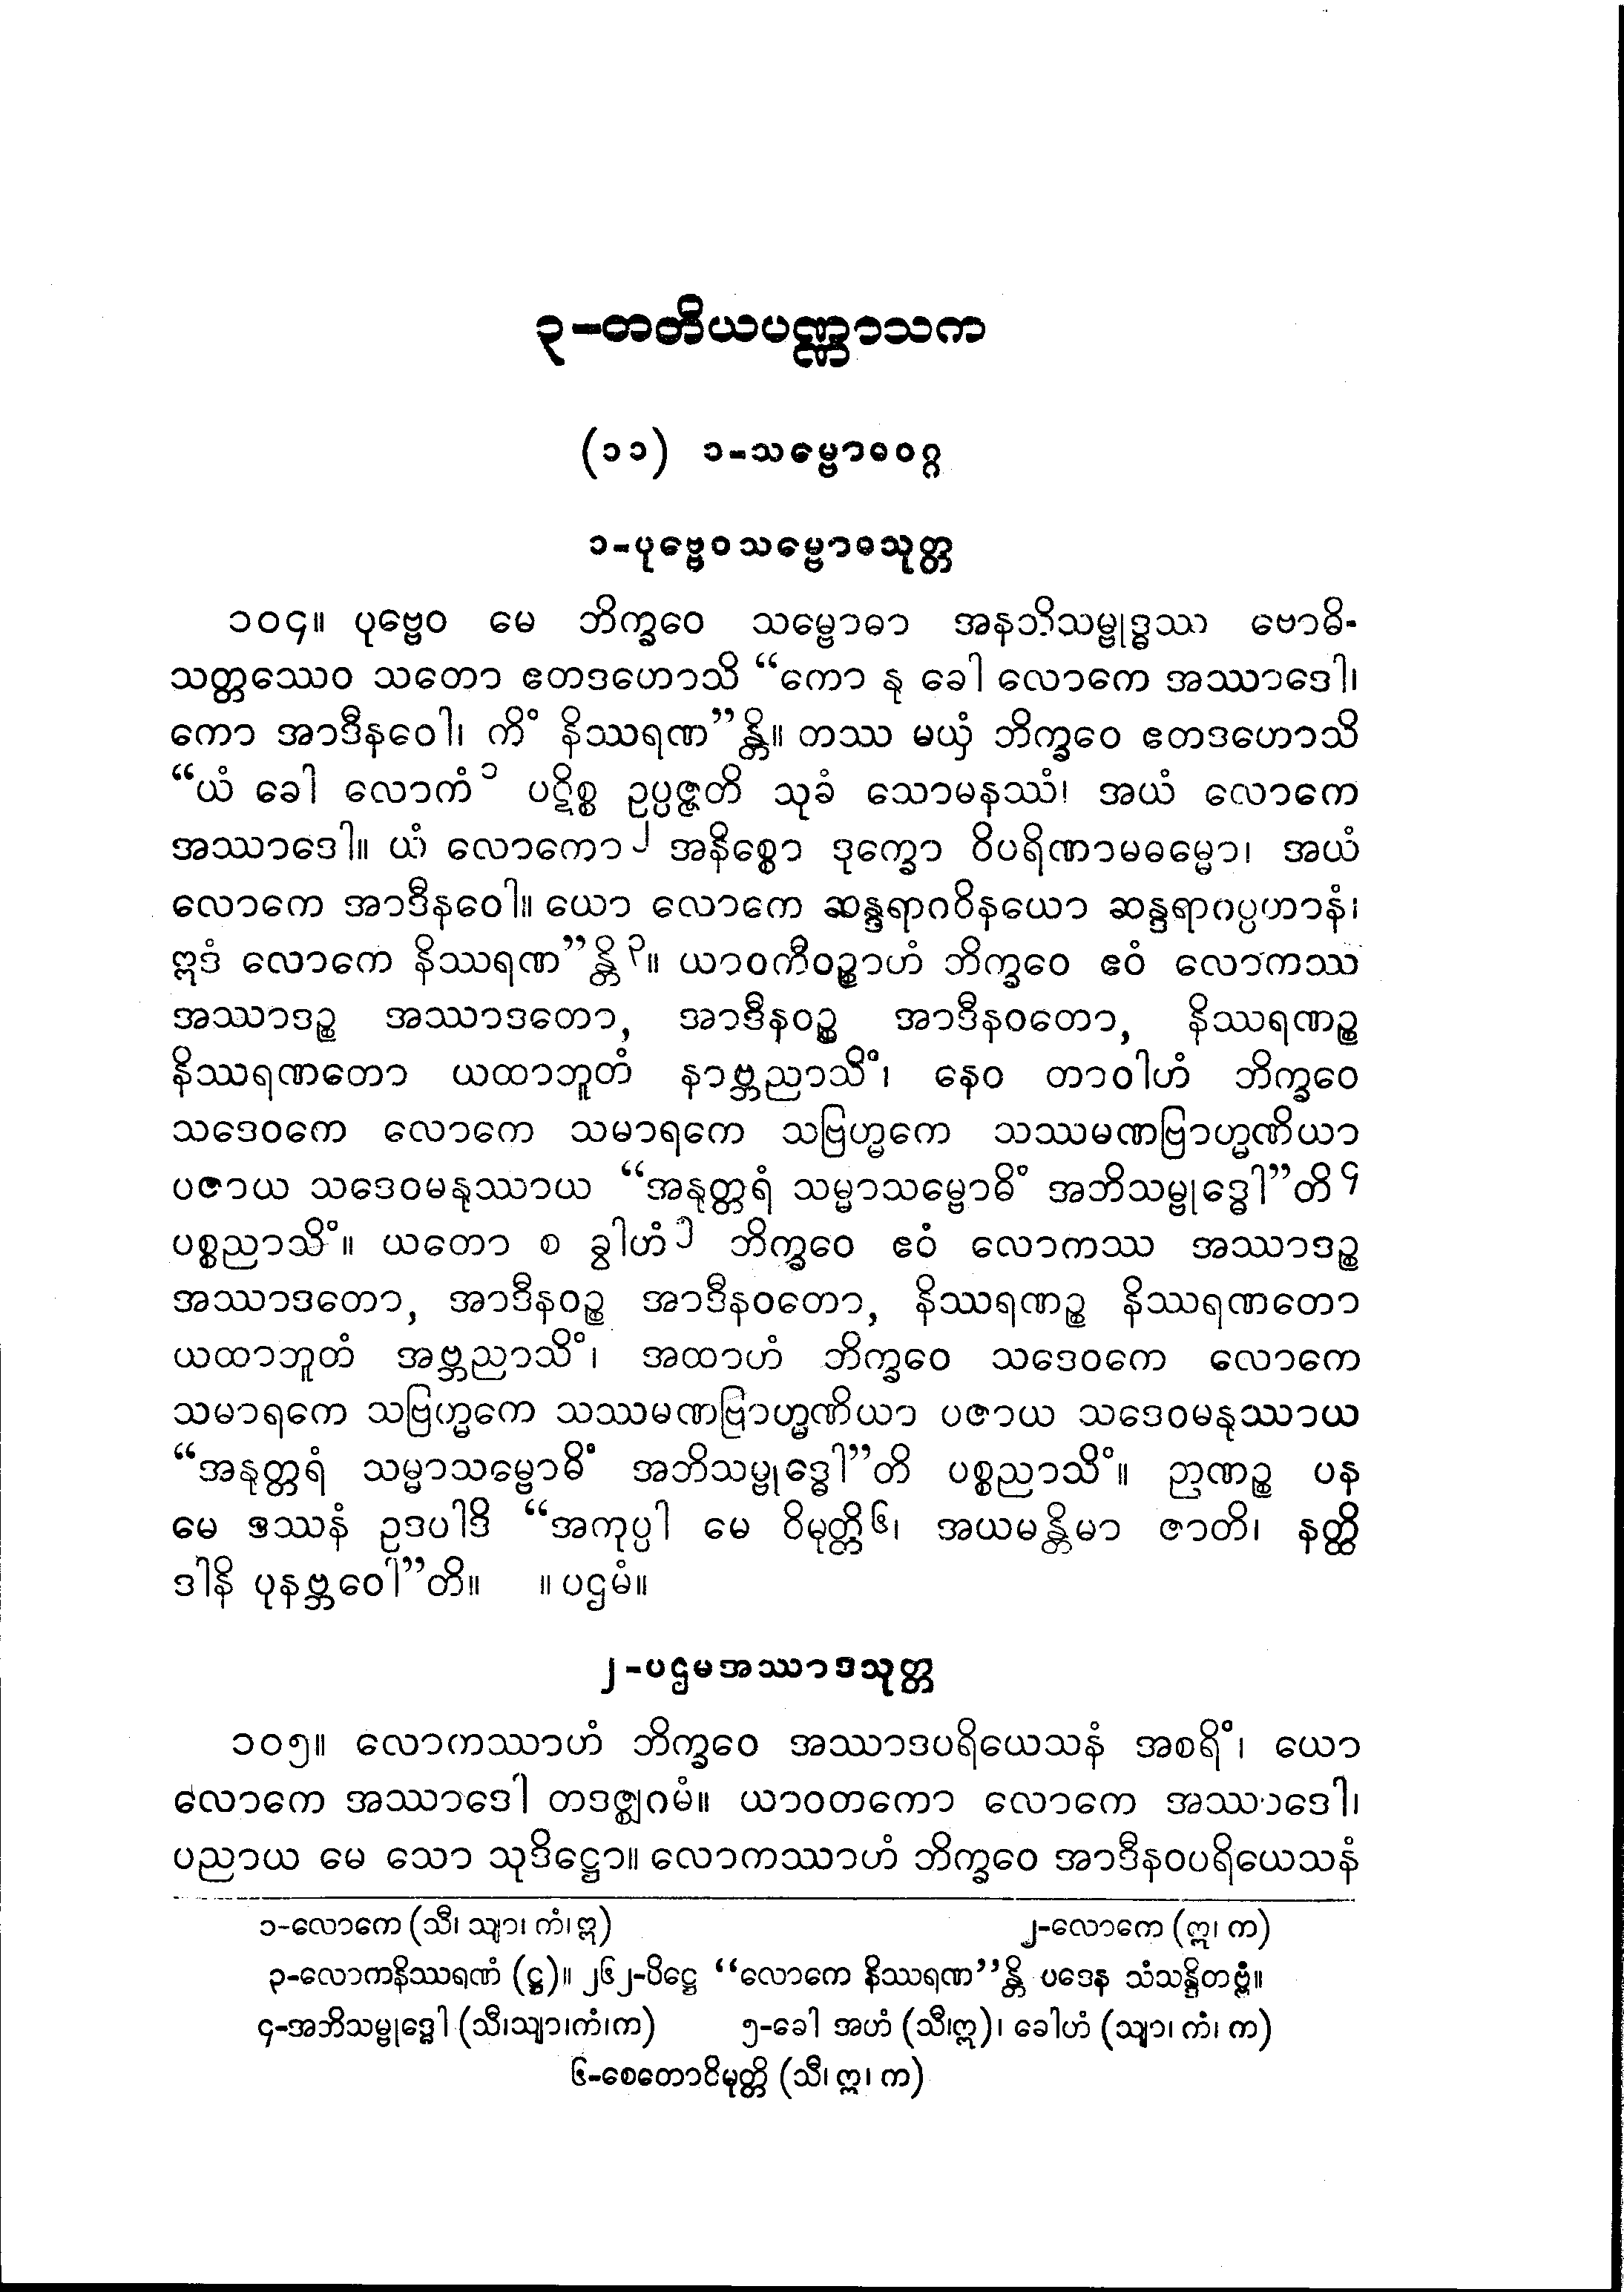 ၃-တတိယပဏ္ဏာသက
(၁၁) ၁-သမ္ဗောဓဝဂ္ဂ
၁-ပုဗ္ဗေဝသမ္ဗောဓသုတ္တ
၁၀၄။ ပုဗ္ဗေဝ မေ ဘိက္ခဝေ သမ္ဗောဓာ အနဘိသမ္ဗုဒ္ဓဿ ဗောဓိ-
သတ္တဿေဝ သတော ဧတဒဟောသိ “ကော နု ခေါ လောကေ အဿာဒေါ၊
ကော အာဒီနဝေါ၊ ကိံ နိဿရဏ”န္တိ။ တဿ မယှံ ဘိက္ခဝေ ဧတဒဟောသိ
“ယံ ခေါ လောကံ၁ ပဋိစ္စ ဥပ္ပဇ္ဇတိ သုခံ သောမနဿံ၊ အယံ လောကေ
အဿာဒေါ။ ယံ လောကော၂ အနိစ္စော ဒုက္ခော ဝိပရိဏာမဓမ္မော၊ အယံ
လောကေ အာဒီနဝေါ။ ယော လောကေ ဆန္ဒရာဂဝိနယော ဆန္ဒရာဂပ္ပဟာနံ၊
ဣဒံ လောကေ နိဿရဏ”န္တိ၃။ ယာဝကီဝဉ္စာဟံ ဘိက္ခဝေ ဧဝံ လောကဿ
အဿာဒဉ္စ အဿာဒတော, အာဒီနဝဉ္စ အာဒီနဝတော, နိဿရဏဉ္စ
နိဿရဏတော ယထာဘူတံ နာဗ္ဘညာသိံ၊ နေဝ တာဝါဟံ ဘိက္ခဝေ
သဒေဝကေ လောကေ သမာရကေ သဗြဟ္မကေ သဿမဏဗြာဟ္မဏိယာ
ပဇာယ သဒေဝမနုဿာယ “အနုတ္တရံ သမ္မာသမ္ဗောဓိံ အဘိသမ္ဗုဒ္ဓေါ”တိ၄
ပစ္စညာသိံ။ ယတော စ ခွါဟံ၅ ဘိက္ခဝေ ဧဝံ လောကဿ အဿာဒဉ္စ
အဿာဒတော, အာဒီနဝဉ္စ အာဒီနဝတော, နိဿရဏဉ္စ နိဿရဏတော
ယထာဘူတံ အဗ္ဘညာသိံ၊ အထာဟံ ဘိက္ခဝေ သဒေဝကေ လောကေ
သမာရကေ သဗြဟ္မကေ သဿမဏဗြာဟ္မဏိယာ ပဇာယ သဒေဝမနုဿာယ
“အနုတ္တရံ သမ္မာသမ္ဗောဓိံ အဘိသမ္ဗုဒ္ဓေါ”တိ ပစ္စညာသိံ။ ဉာဏဉ္စ ပန
မေ ဒဿနံ ဥဒပါဒိ “အကုပ္ပါ မေ ဝိမုတ္တိ၆၊ အယမန္တိမာ ဇာတိ၊ နတ္ထိ
ဒါနိ ပုနဗ္ဘဝေါ”တိ။ ။ပဌမံ။
၂-ပဌမအဿာဒသုတ္တ
၁၀၅။ လောကဿာဟံ ဘိက္ခဝေ အဿာဒပရိယေသနံ အစရိံ၊ ယော
လောကေ အဿာဒေါ တဒဇ္ဈဂမံ။ ယာဝတကော လောကေ အဿာဒေါ၊
ပညာယ မေ သော သုဒိဋ္ဌော။ လောကဿာဟံ ဘိက္ခဝေ အာဒီနဝပရိယေသနံ
၁-လောကေ (သီ၊ သျာ၊ ကံ၊ ဣ) ၂-လောကေ (ဣ၊ က)
၃-လောကနိဿရဏံ (ဋ္ဌ)။ ၂၆၂-ပိဋ္ဌေ “လောကေ နိဿရဏ”န္တိ ပဒေန သံသန္ဒိတဗ္ဗံ။
၄-အဘိသမ္ဗုဒ္ဓေါ (သီ၊သျာ၊ကံ၊က) ၅-ခေါ အဟံ (သီ၊ဣ)၊ ခေါဟံ (သျာ၊ ကံ၊ က)
၆-စေတောဝိမုတ္တိ (သီ၊ ဣ၊ က)